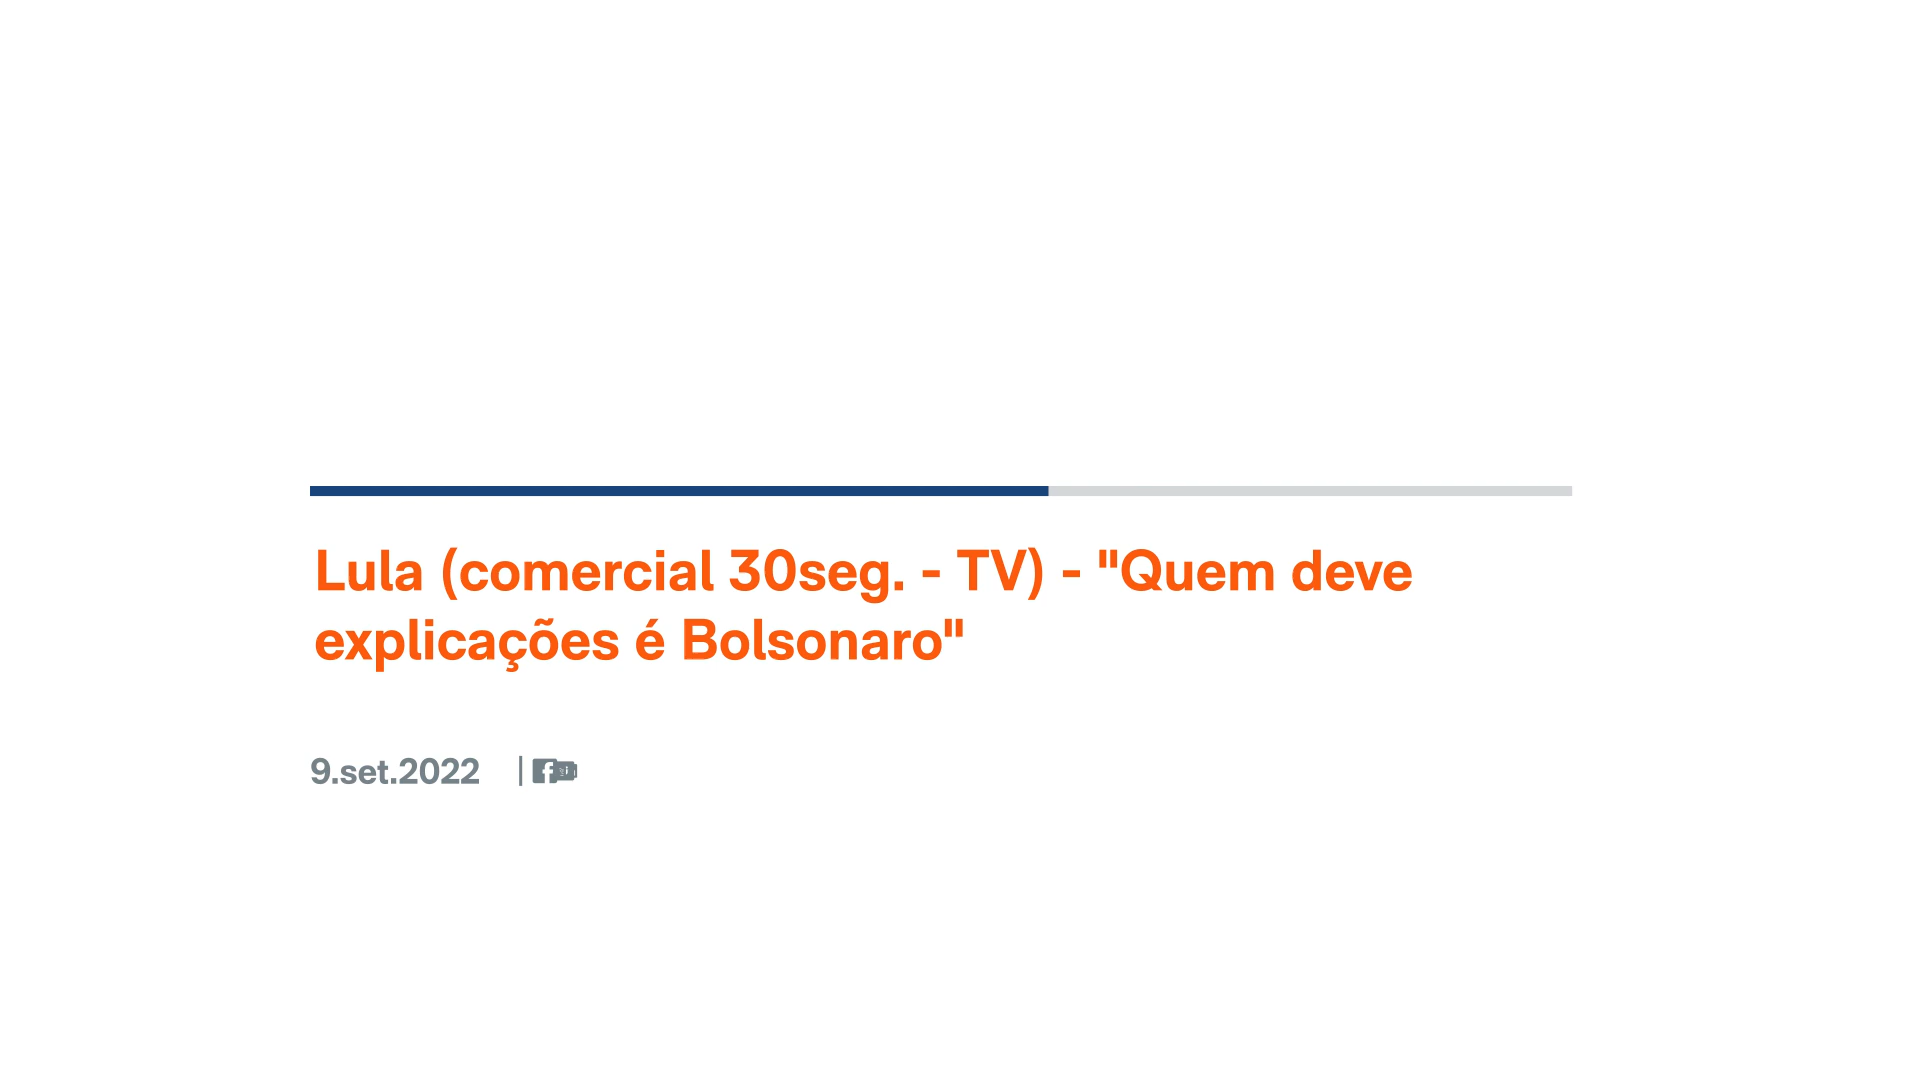 Lula (comercial 30seg. - TV) - "Quem deve
explicações é Bolsonaro"
9.set.2022 |